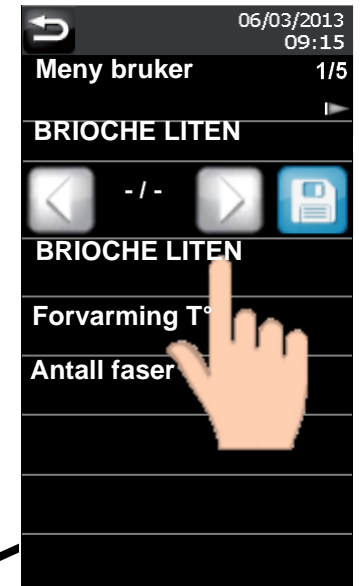 06/03/2013
09:15
Meny bruker 1/5
BRIOCHE LITEN
- / -
BRIOCHE LITEN
Forvarming T°
Antall faser